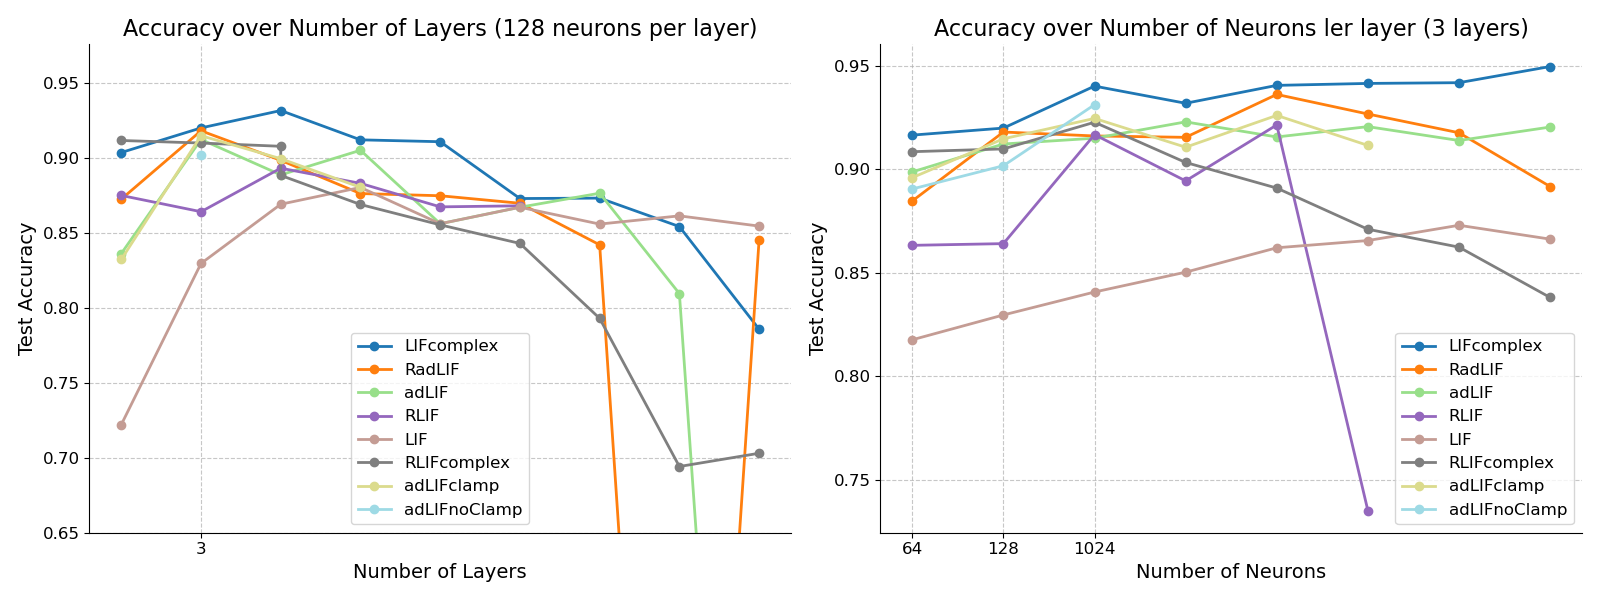 Accuracy over Number of Layers (128 neurons per layer)
Test Accuracy
0.95
0.90
0.85
0.80
0.75
0.70
0.65
3
Number of Layers
LIFcomplex
RadLIF
adLIF
RLIF
LIF
RLIFcomplex
adLIFclamp
adLIFnoClamp
Accuracy over Number of Neurons ler layer (3 layers)
Test Accuracy
0.95
0.90
0.85
0.80
0.75
64
128
1024
Number of Neurons
LIFcomplex
RadLIF
adLIF
RLIF
LIF
RLIFcomplex
adLIFclamp
adLIFnoClamp